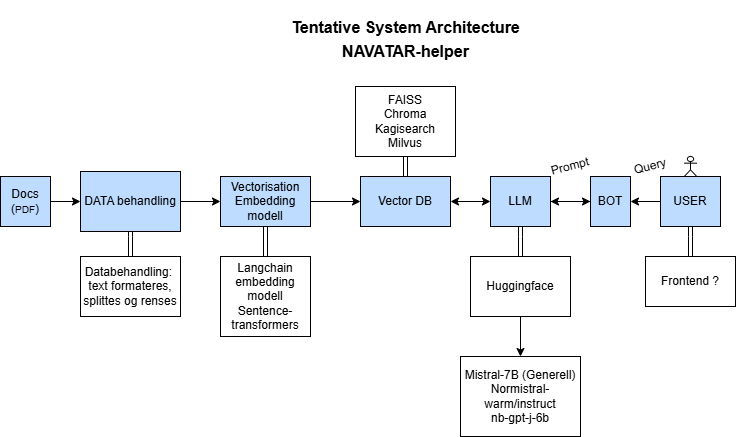 Tentative System Architecture
NAVATAR-helper
FAISS
Chroma
Kagisearch
Milvus
Docs
(PDF)
DATA behandling
Vectorisation
Embedding
modell
Vector DB
LLM
Prompt
BOT
Query
USER
Databehandling:
text formateres,
splittes og renses
Langchain
embedding
modell
Sentence-
transformers
Huggingface
Frontend ?
Mistral-7B (Generell)
Normistral-
warm/instruct
nb-gpt-j-6b